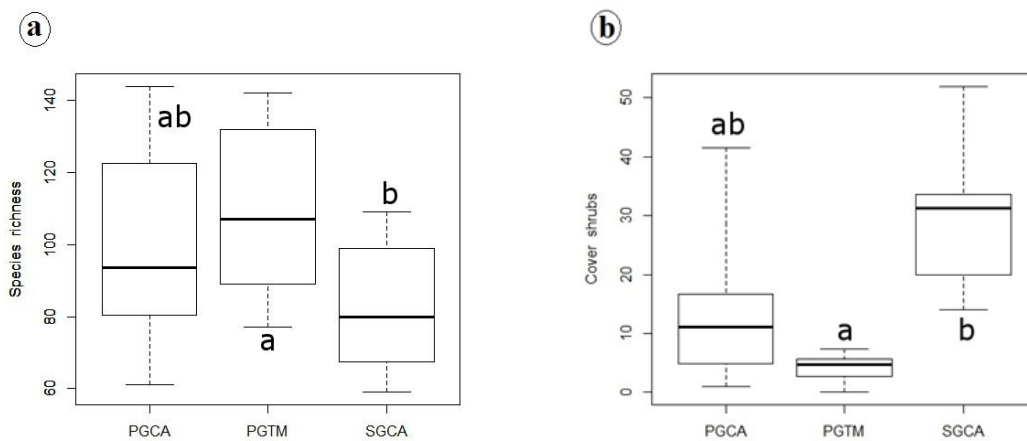 a
Species richness
140
120
100
80
60
ab
a
b
PGCA PGTM SGCA
b
Cover shrubs
50
40
30
20
10
0
ab
a
b
PGCA PGTM SGCA